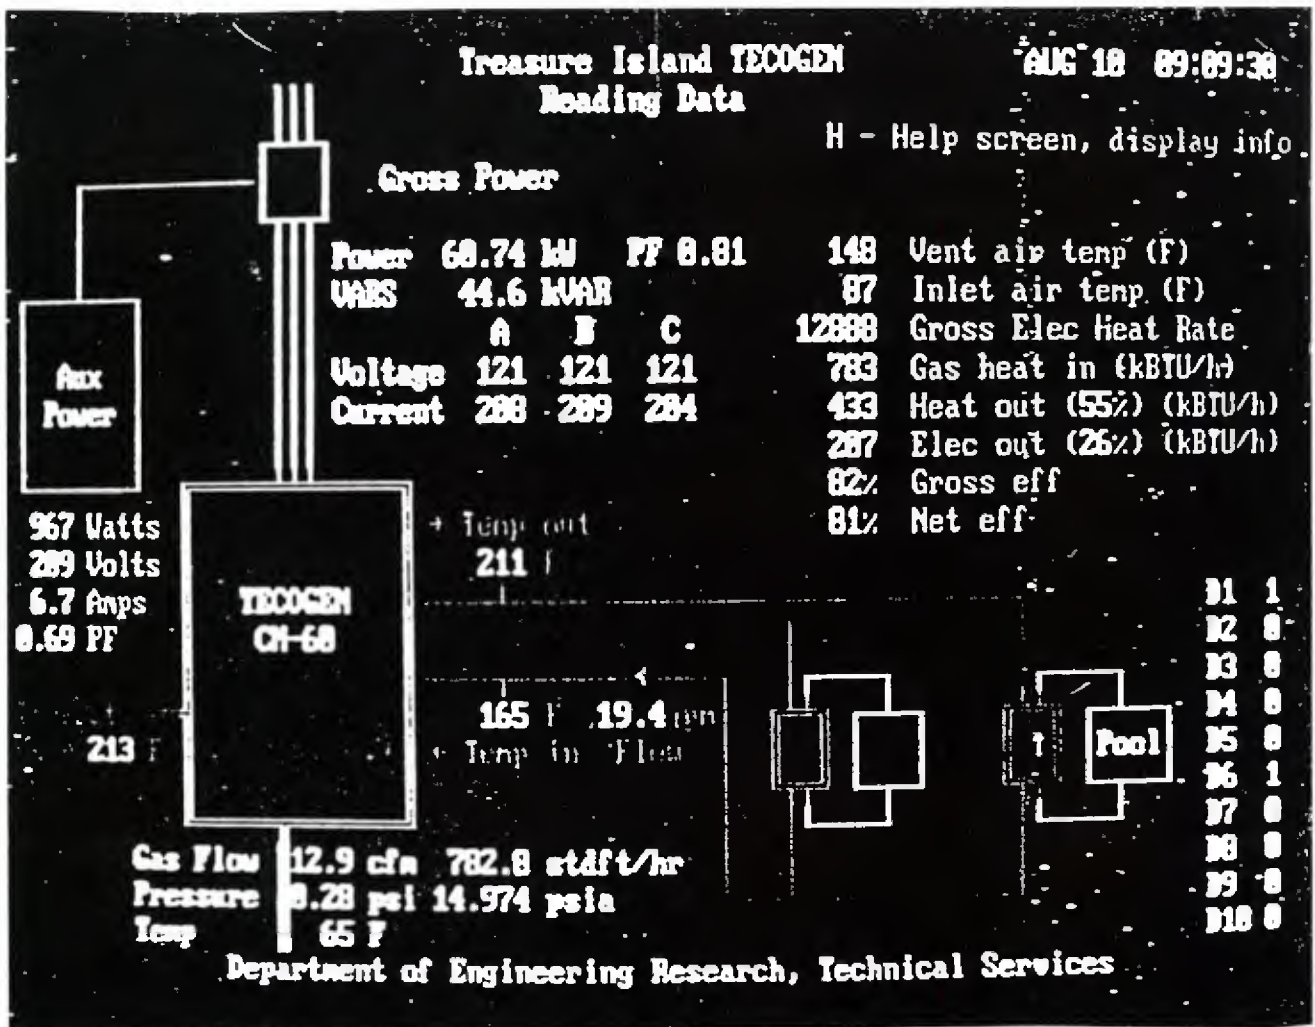 Treasure Island TECOGEN
AUG 10 09:09:30
Reading Data
H - Help screen, display info
Gross Power
Power 60.74 kW PF 0.81
VARS 44.6 kVAR
A B C
Voltage 121 121 121
Current 208 209 204
148 Vent air temp (F)
87 Inlet air temp (F)
12888 Gross Elec Heat Rate
783 Gas heat in (kBTU/h)
433 Heat out (55%) (kBTU/h)
207 Elec out (26%) (kBTU/h)
82% Gross eff
81% Net eff
Aux
Power
967 Watts
209 Volts
6.7 Amps
0.69 PF
TECOGEN
CM-60
→ Temp out
211 F
165 F 19.4
← Temp in Flow
213 F
Pool
D1 1
D2 0
D3 0
D4 0
D5 0
D6 1
D7 0
D8 0
D9 0
D10 0
Gas Flow 12.9 cfm 782.8 stdft/hr
Pressure 0.28 psi 14.974 psia
Temp 65 F
Department of Engineering Research, Technical Services